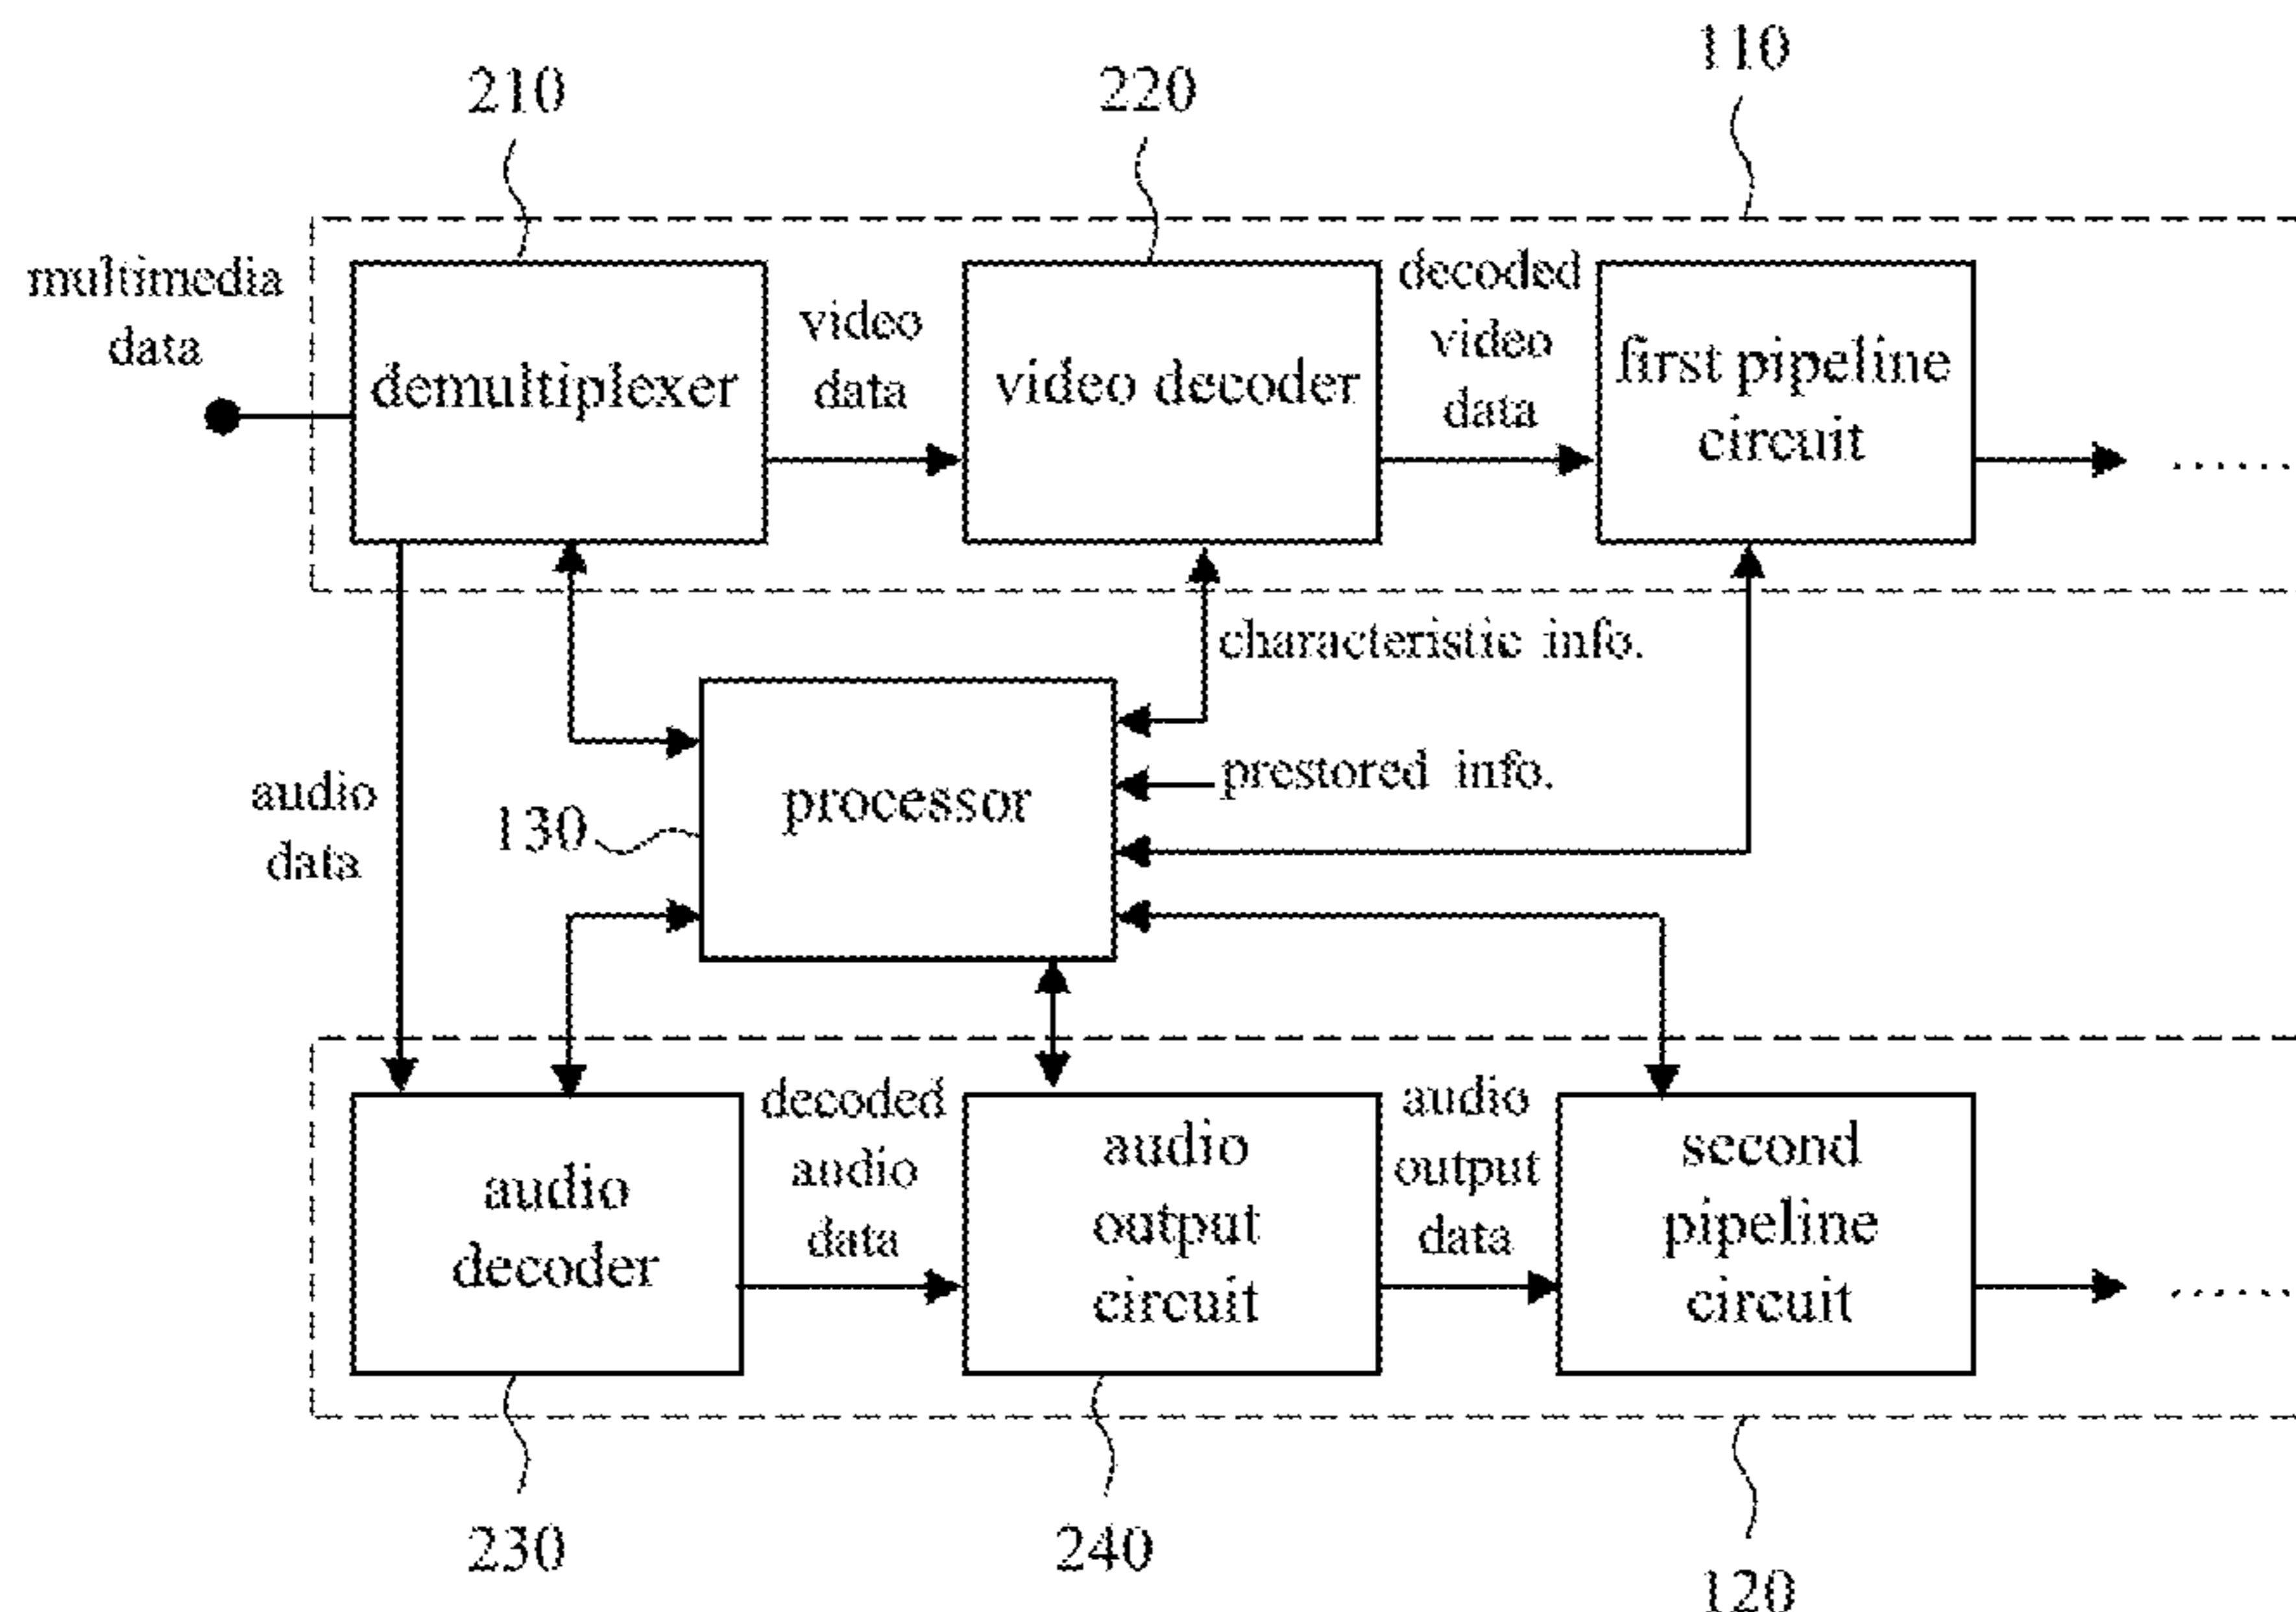 210
220
110
multimedia
data
demultiplexer
video
data
video decoder
decoded
video
data
first pipeline
circuit
......
characteristic info.
prestored info.
processor
130
audio
data
audio
decoder
decoded
audio
data
audio
output
circuit
audio
output
data
second
pipeline
circuit
......
230
240
120